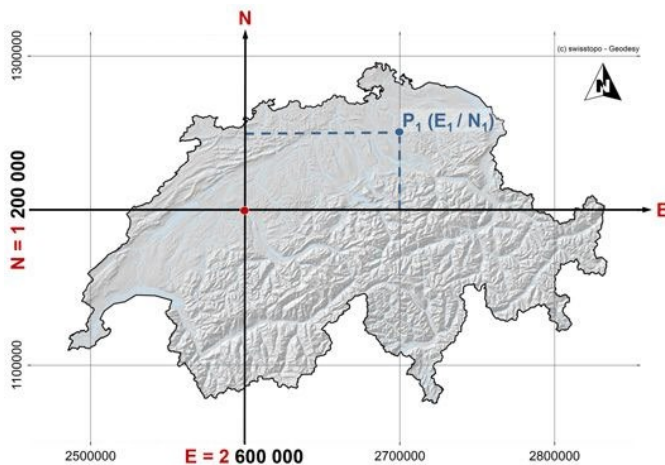 N
(c) swisstopo - Geodesy
1300000
N
P₁ (E₁ / N₁)
N = 1 200 000
E
1100000
2500000
E = 2 600 000
2700000
2800000